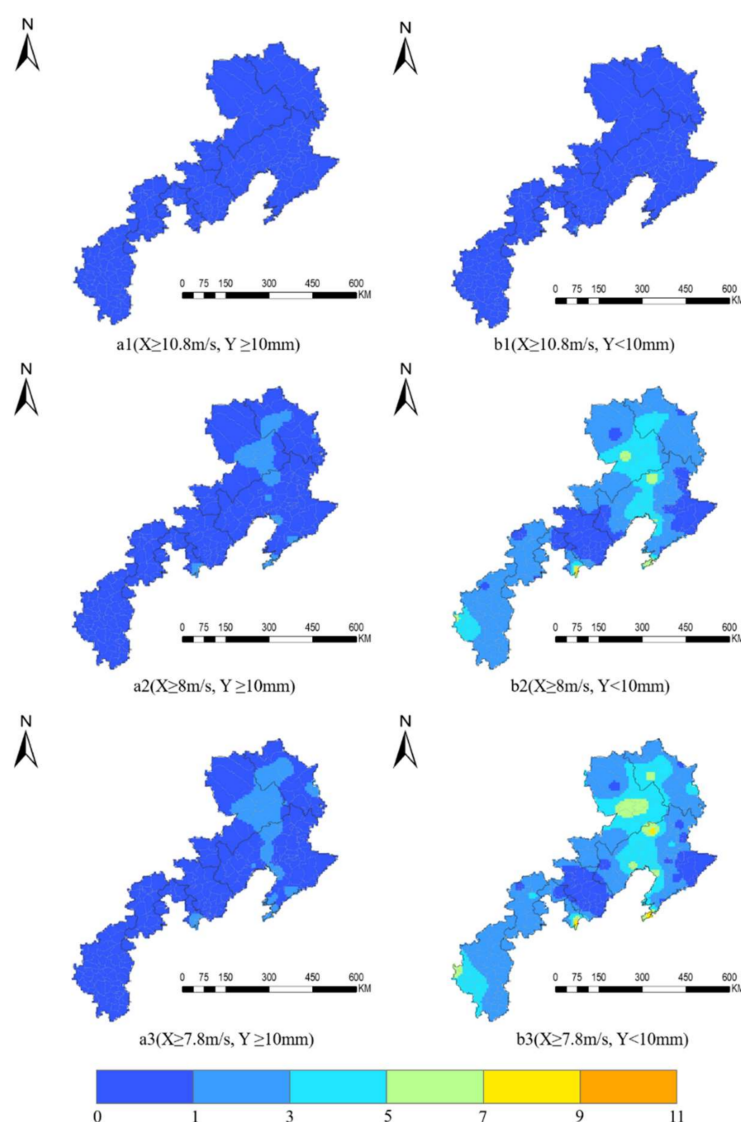 N N
0 75 150 300 450 600 KM 0 75 150 300 450 600 KM
a1(X≥10.8m/s, Y ≥10mm) b1(X≥10.8m/s, Y<10mm)
N N
0 75 150 300 450 600 KM 0 75 150 300 450 600 KM
a2(X≥8m/s, Y ≥10mm) b2(X≥8m/s, Y<10mm)
N N
0 75 150 300 450 600 KM 0 75 150 300 450 600 KM
a3(X≥7.8m/s, Y ≥10mm) b3(X≥7.8m/s, Y<10mm)
0 1 3 5 7 9 11